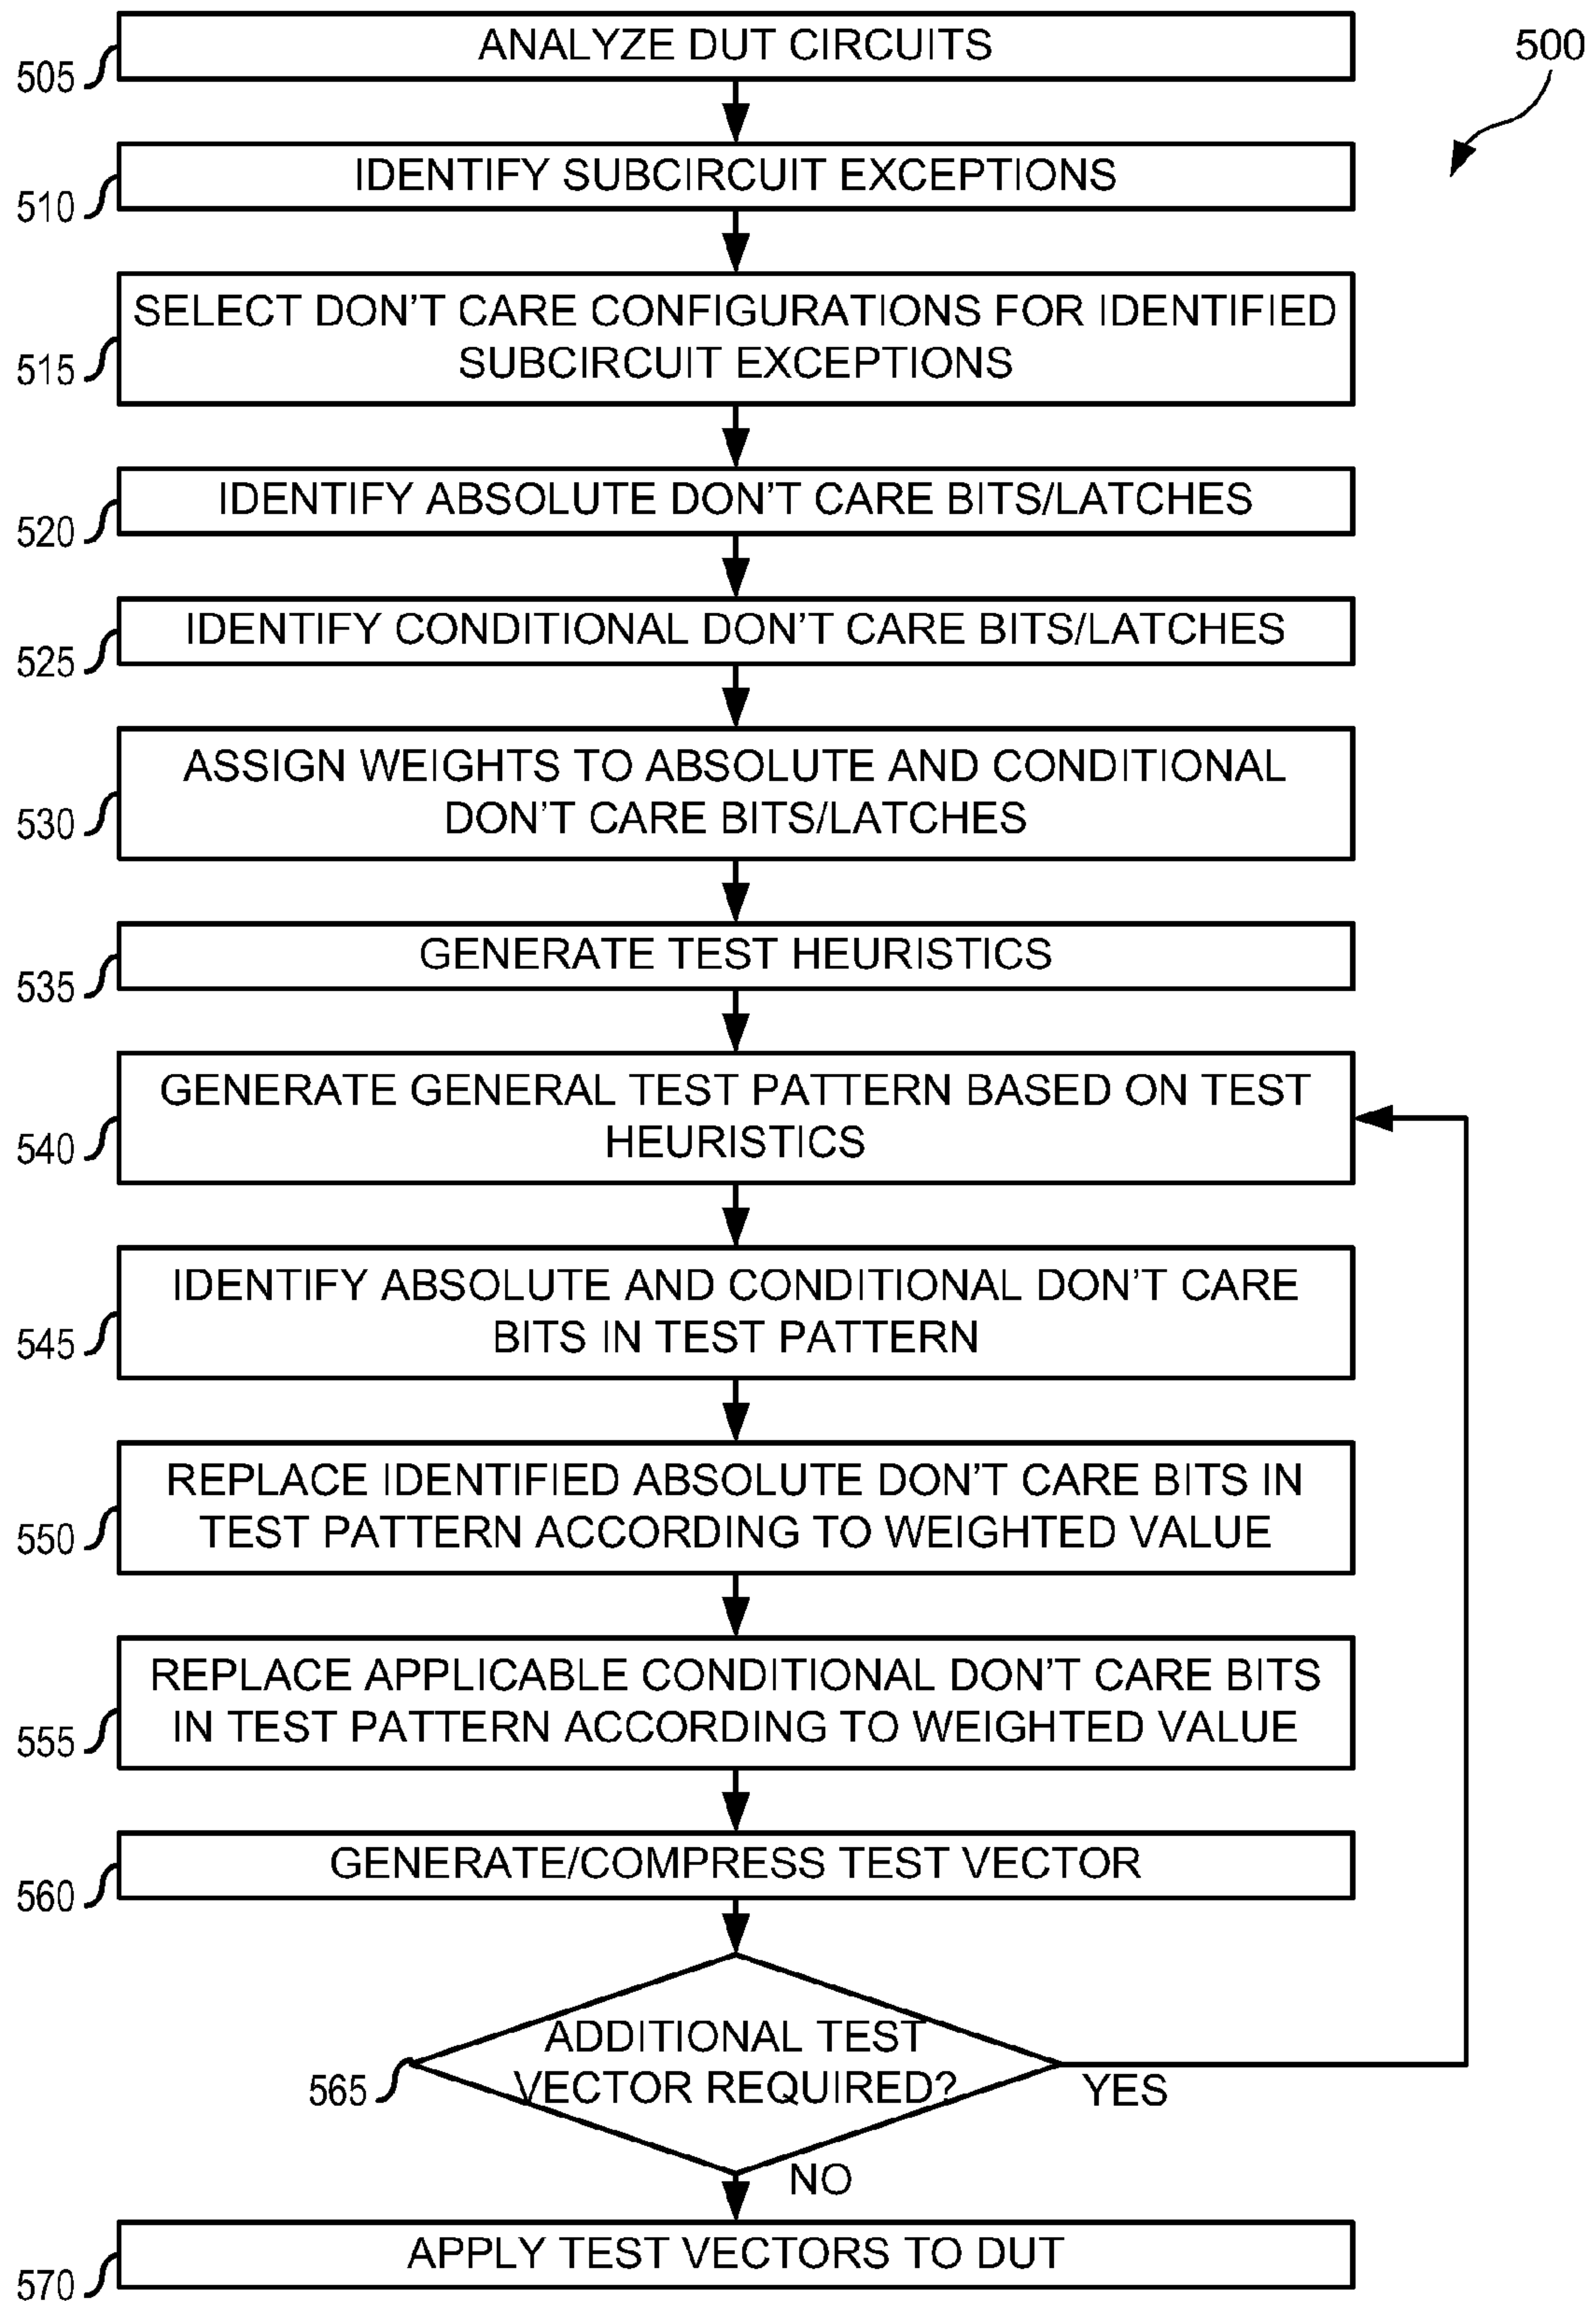 ANALYZE DUT CIRCUITS
505
500
IDENTIFY SUBCIRCUIT EXCEPTIONS
510
SELECT DON'T CARE CONFIGURATIONS FOR IDENTIFIED
SUBCIRCUIT EXCEPTIONS
515
IDENTIFY ABSOLUTE DON'T CARE BITS/LATCHES
520
IDENTIFY CONDITIONAL DON'T CARE BITS/LATCHES
525
ASSIGN WEIGHTS TO ABSOLUTE AND CONDITIONAL
DON'T CARE BITS/LATCHES
530
GENERATE TEST HEURISTICS
535
GENERATE GENERAL TEST PATTERN BASED ON TEST
HEURISTICS
540
IDENTIFY ABSOLUTE AND CONDITIONAL DON'T CARE
BITS IN TEST PATTERN
545
REPLACE IDENTIFIED ABSOLUTE DON'T CARE BITS IN
TEST PATTERN ACCORDING TO WEIGHTED VALUE
550
REPLACE APPLICABLE CONDITIONAL DON'T CARE BITS
IN TEST PATTERN ACCORDING TO WEIGHTED VALUE
555
GENERATE/COMPRESS TEST VECTOR
560
ADDITIONAL TEST
VECTOR REQUIRED?
565
YES
NO
APPLY TEST VECTORS TO DUT
570